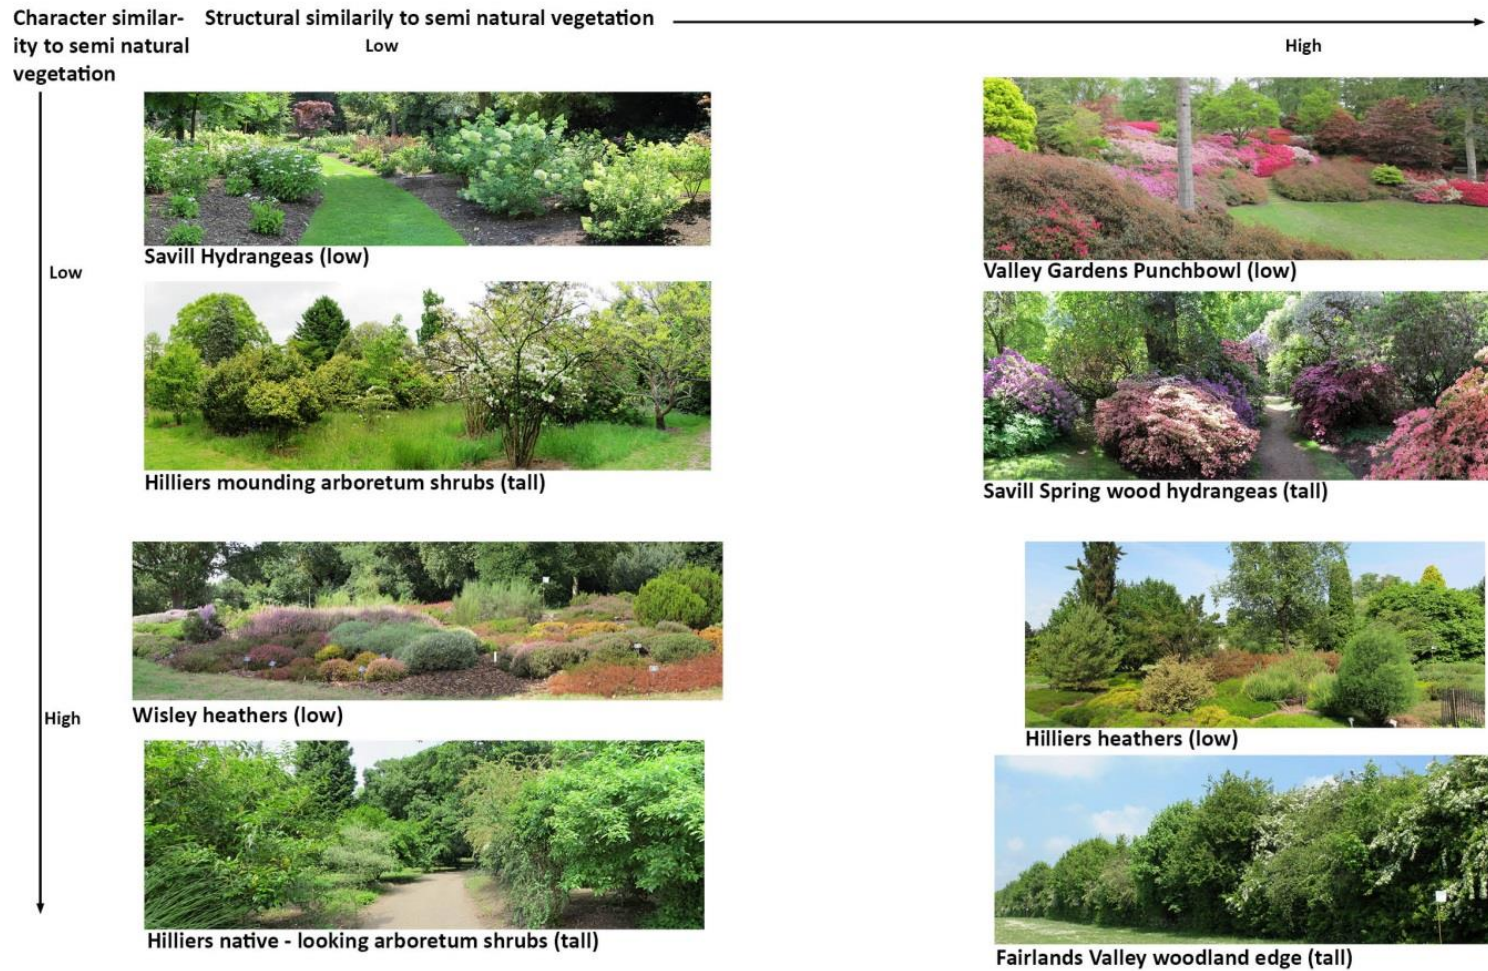 Character similar-
ity to semi natural
vegetation
Structural similarily to semi natural vegetation
Low
High
Low
High
Savill Hydrangeas (low)
Valley Gardens Punchbowl (low)
Hilliers mounding arboretum shrubs (tall)
Savill Spring wood hydrangeas (tall)
Wisley heathers (low)
Hilliers heathers (low)
Hilliers native - looking arboretum shrubs (tall)
Fairlands Valley woodland edge (tall)